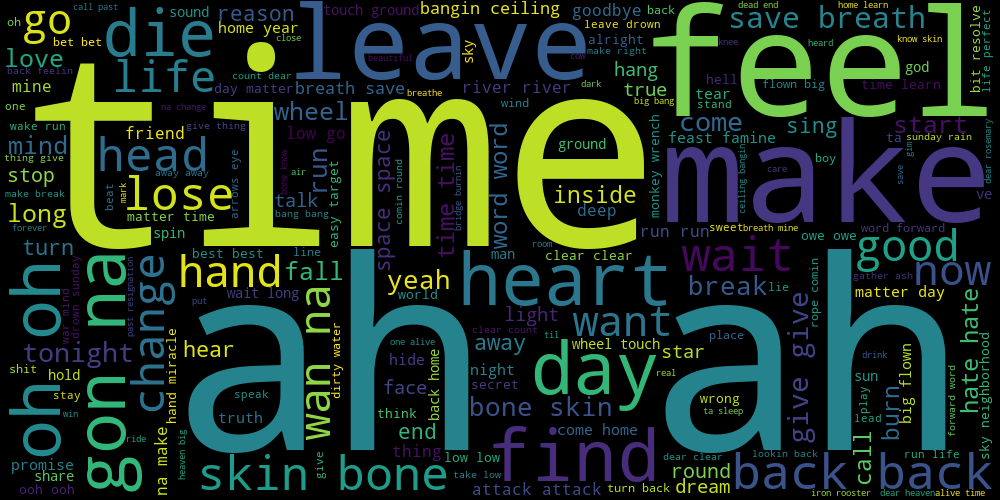 time
ah ah
feel
make
leave
die
go
life
head
lose
love
mine
mind
stop
long
turn
wheel
reason
sound
home year
touch ground
bangin ceiling
goodbye
back
leave drown
alright
make right
save breath
dead end
home learn
know skin
god
hang
true
hell
tear
stand
big bang
flown big
time learn
bit resolve
life perfect
call past
oh
bet bet
back feelin
one
wake run
thing give
make break
forever
count dear
day matter
breath save
river river
sky
close
beautiful
breathe
cow
dark
knee
heard
wind
na change
give thing
friend
low go
away away
arrows eye
beat
mark
matter time
spin
talk
bang bang
air
run
easy target
comin round
space space
time time
bridge burnin
word word
ground
inside
deep
monkey wrench
feast famine
come
sing
boy
start
ta
sunday rain
gim
save
dear rosemary
ve
ceiling bangin
care
word forward
run run
sweet
breath mine
owe owe
good
now
gather ash
matter day
wait
break
lie
rope comin
give give
heart
man
line
room
clear clear
best best
hand
fall
yeah
world
wait long
put
oh oh
gon na
change
war mind
drown sunday
past resignation
tonight
shit
hold
stay
win
promise
share
ooh ooh
ride
na make
hand miracle
heaven big
hear
speak
truth
skin bone
wan na
give
dirty water
one alive
hide
face
think
end
thing
back home
clear count
light
til
away
night
secret
want
day
wheel touch
real
place
star
wrong
ta sleep
bone skin
come home
find
low low
take low
attack attack
turn back
dear clear
round
dream
lookin back
back back
call
play
sun
lead
drink
burn
big flown
forward word
hate hate
sky neighborhood
run life
iron rooster
dear heaven
alive time